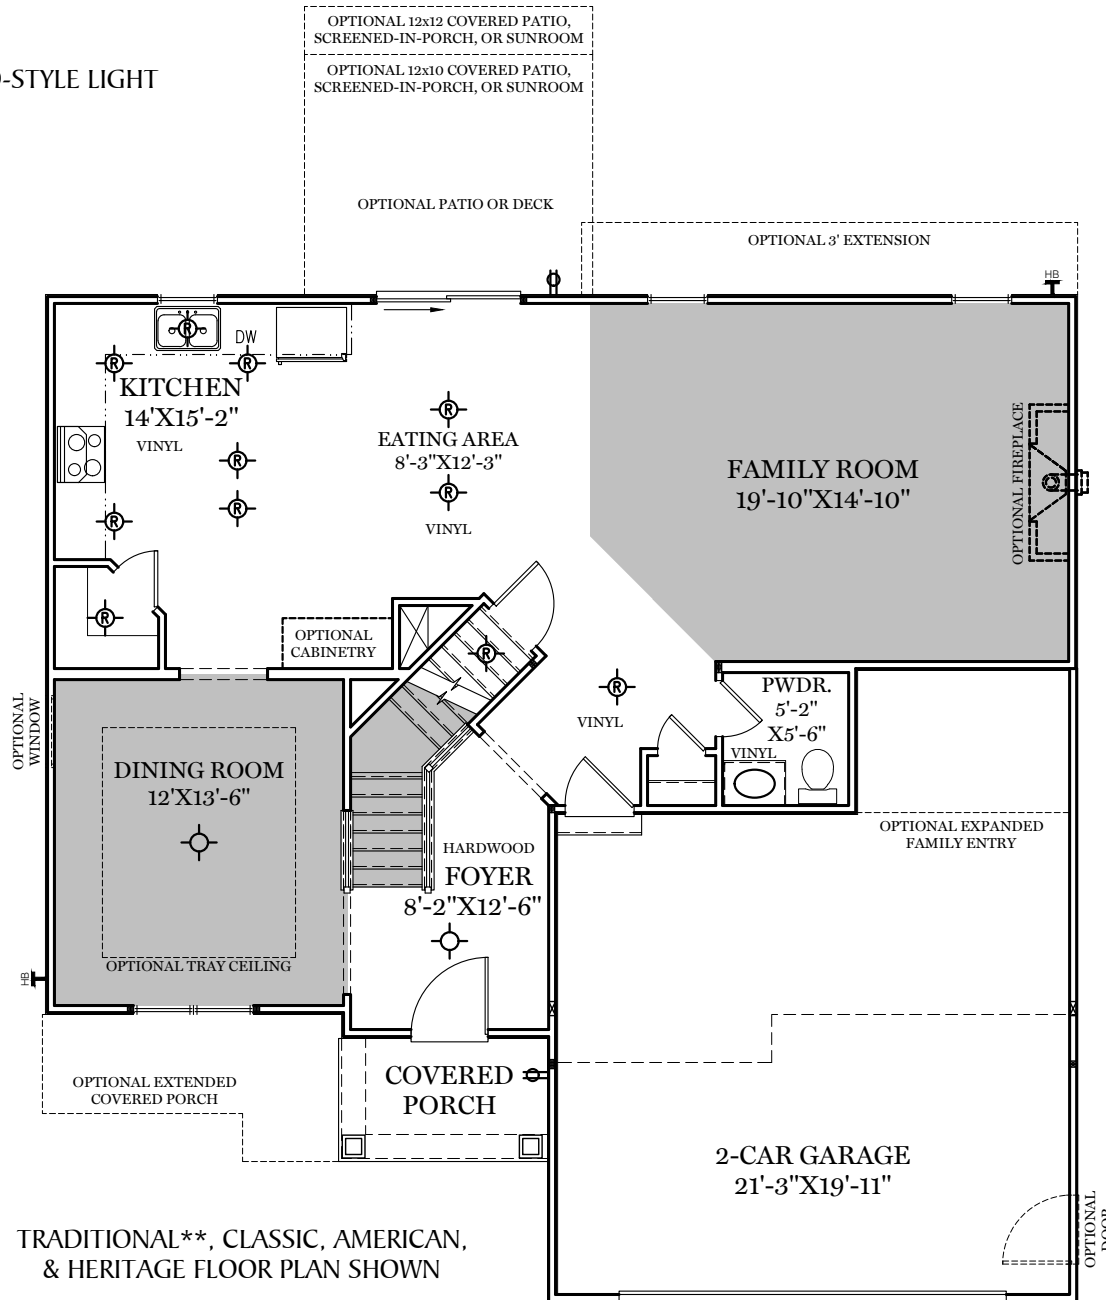 OPTIONAL 12x12 COVERED PATIO,
SCREENED-IN-PORCH, OR SUNROOM
-STYLE LIGHT
OPTIONAL 12x10 COVERED PATIO,
SCREENED-IN-PORCH, OR SUNROOM
OPTIONAL PATIO OR DECK
OPTIONAL 3' EXTENSION
HB
R
DW
R
R
KITCHEN
14'X15'-2"
VINYL
R
R
R
R
EATING AREA
8'-3"X12'-3"
R
VINYL
FAMILY ROOM
19'-10"X14'-10"
OPTIONAL FIREPLACE
R
OPTIONAL
CABINETRY
R
R
VINYL
PWDR.
5'-2"
X5'-6"
VINYL
OPTIONAL
WINDOW
DINING ROOM
12'X13'-6"
OPTIONAL TRAY CEILING
HB
HARDWOOD
FOYER
8'-2"X12'-6"
OPTIONAL EXPANDED
FAMILY ENTRY
OPTIONAL EXTENDED
COVERED PORCH
COVERED
PORCH
2-CAR GARAGE
21'-3"X19'-11"
OPTIONAL
DOOR
TRADITIONAL**, CLASSIC, AMERICAN,
& HERITAGE FLOOR PLAN SHOWN